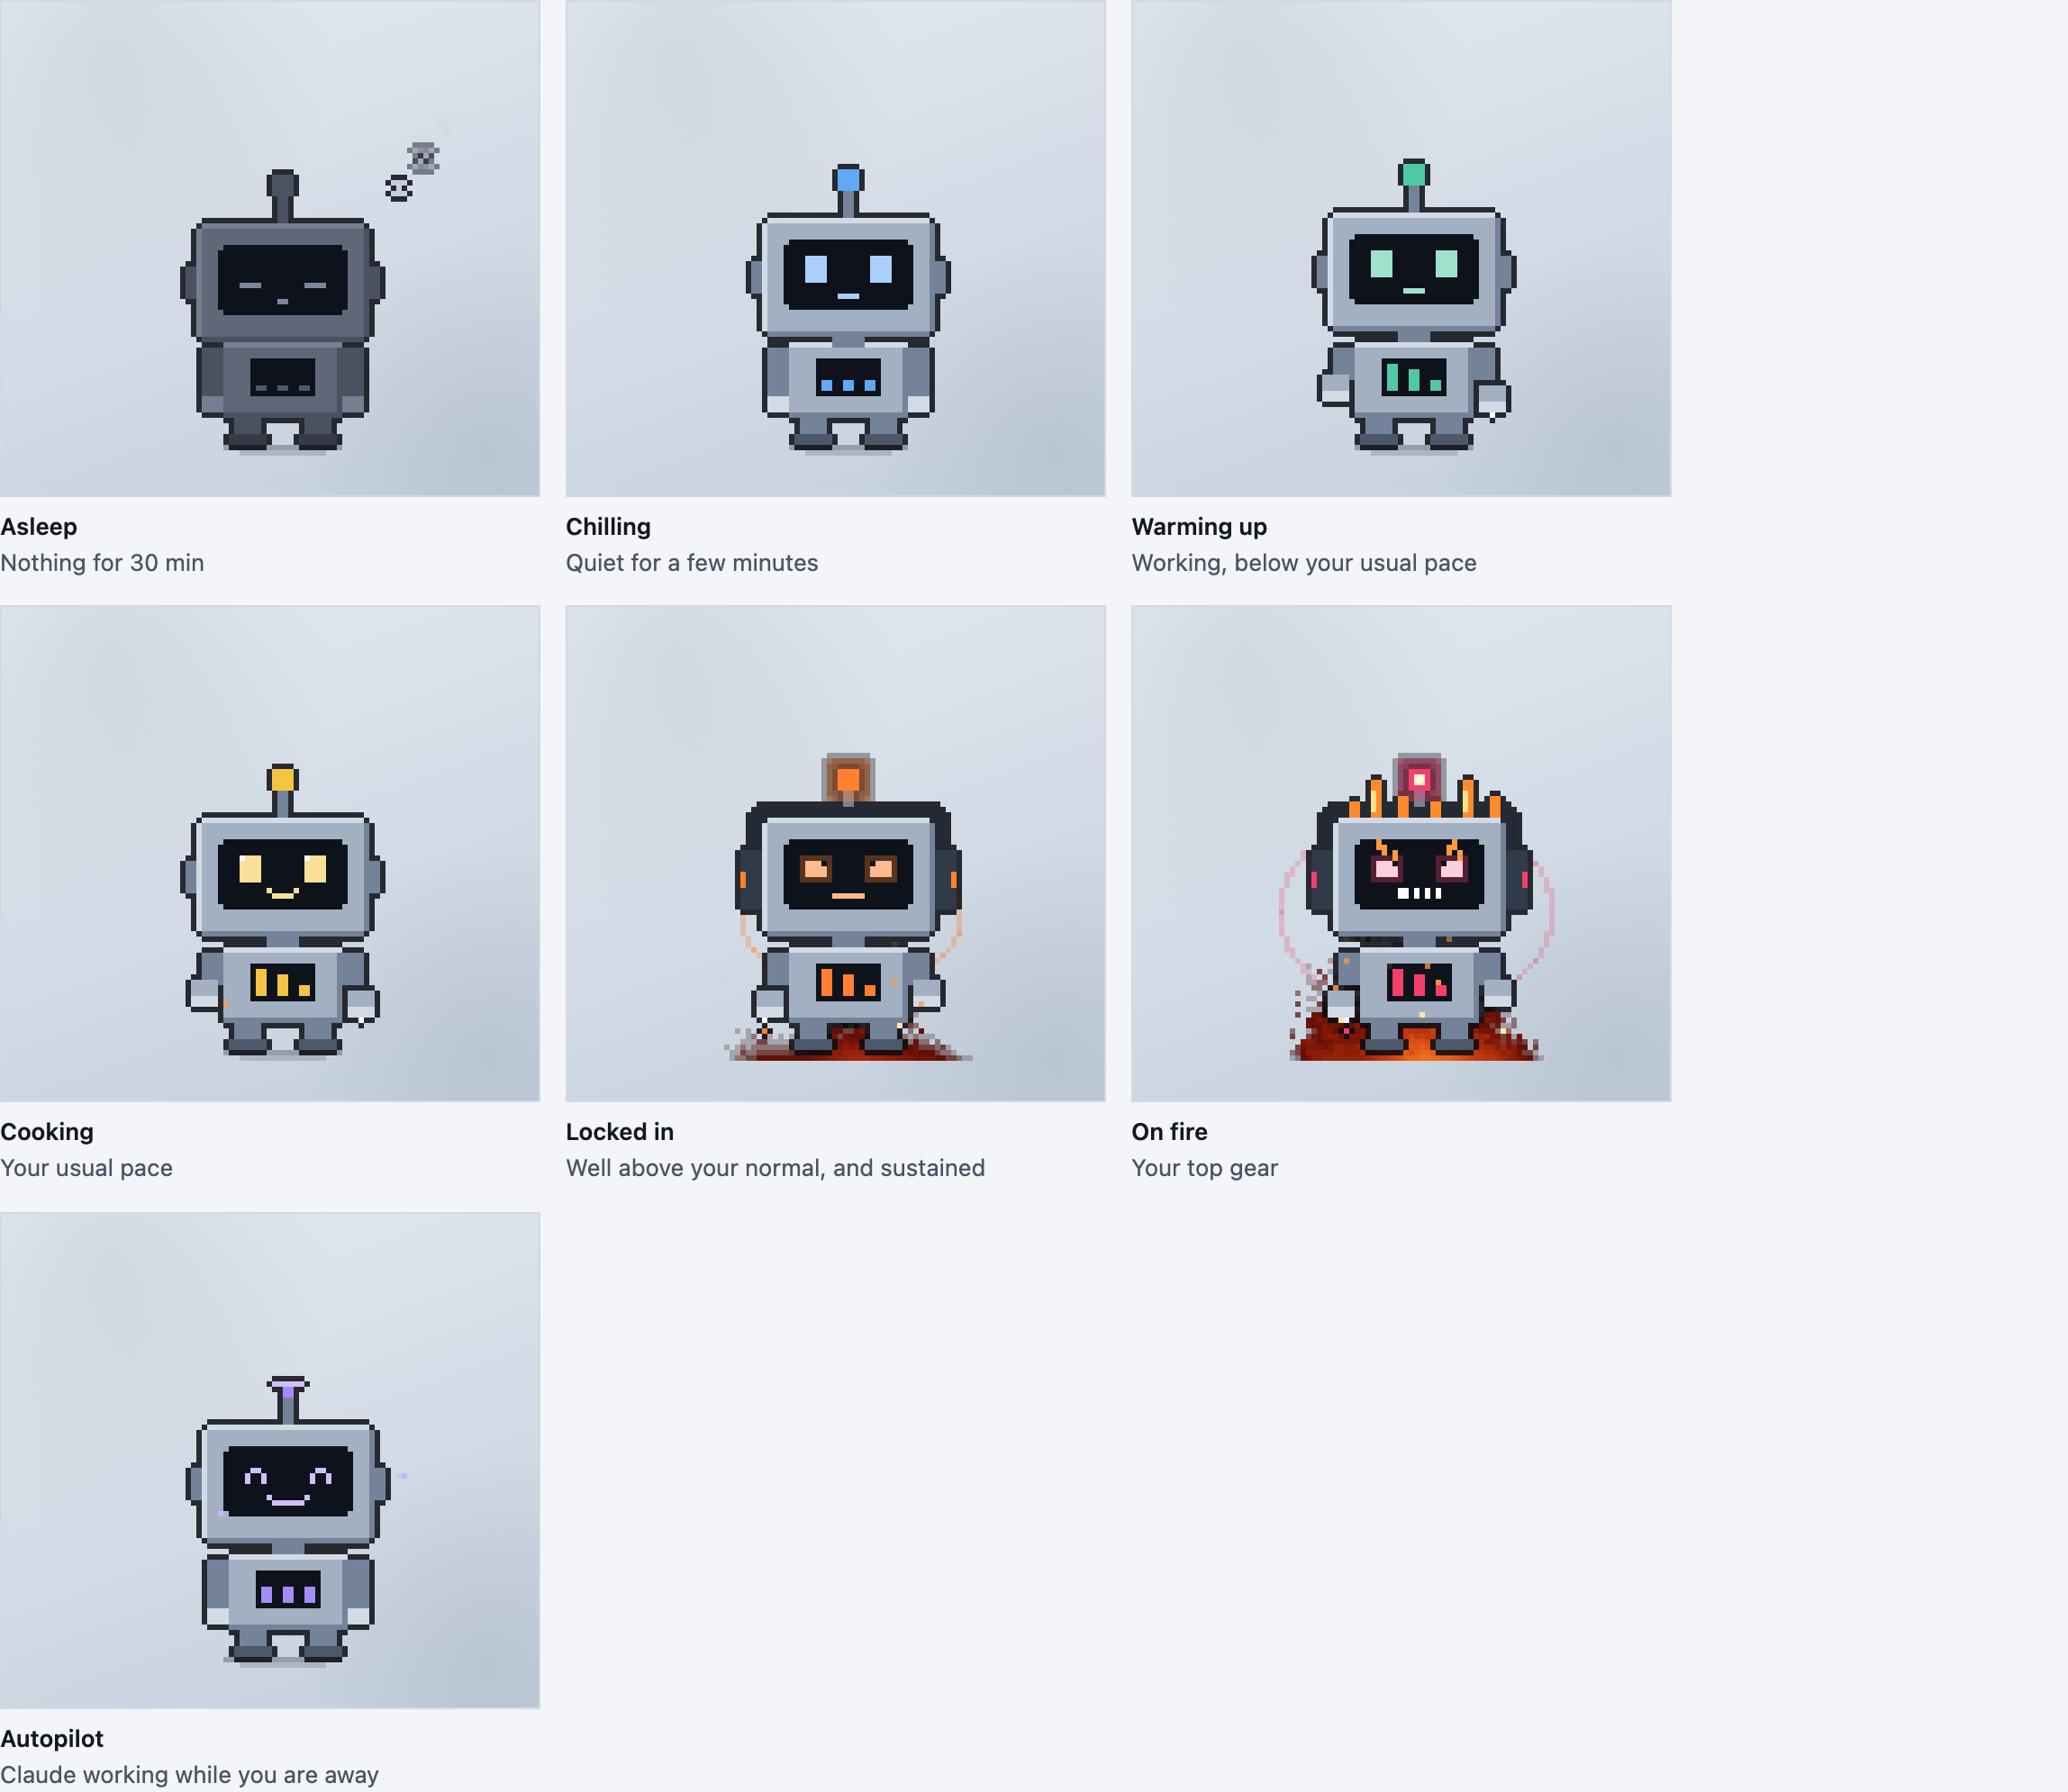 Asleep
Nothing for 30 min
Chilling
Quiet for a few minutes
Warming up
Working, below your usual pace
Cooking
Your usual pace
Locked in
Well above your normal, and sustained
On fire
Your top gear
Autopilot
Claude working while you are away